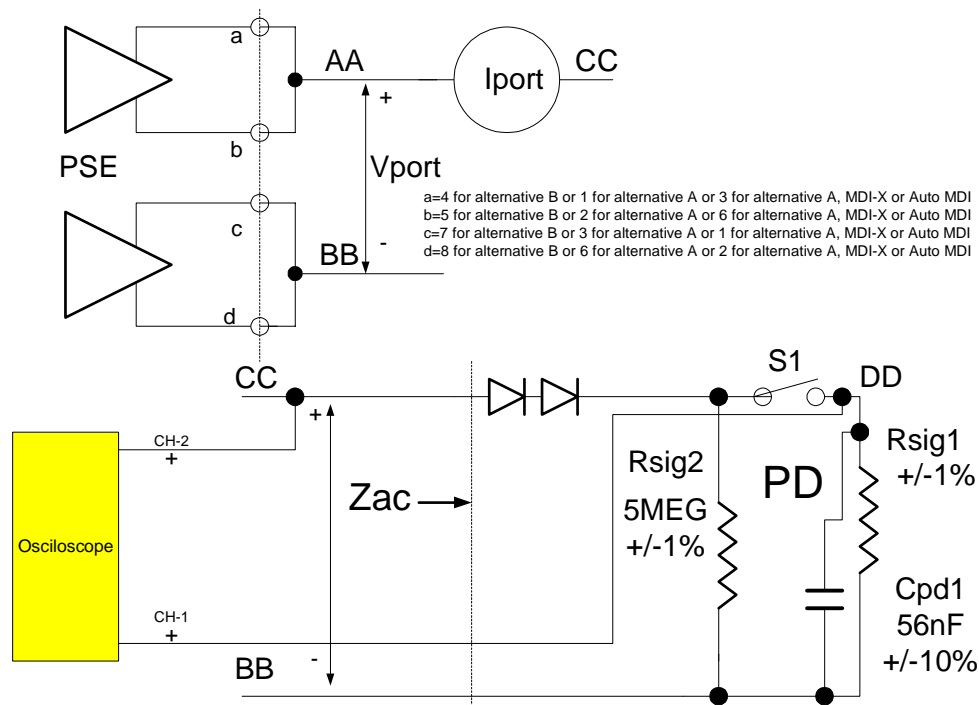 a
AA
Iport
CC
+
b
PSE
Vport
a=4 for alternative B or 1 for alternative A or 3 for alternative A, MDI-X or Auto MDI
b=5 for alternative B or 2 for alternative A or 6 for alternative A, MDI-X or Auto MDI
c=7 for alternative B or 3 for alternative A or 1 for alternative A, MDI-X or Auto MDI
d=8 for alternative B or 6 for alternative A or 2 for alternative A, MDI-X or Auto MDI
c
-
BB
d
S1
CC
DD
+
CH-2
+
Rsig1
+/-1%
Rsig2
5MEG
+/-1%
PD
Zac
Osciloscope
Cpd1
56nF
+/-10%
CH-1
+
-
BB